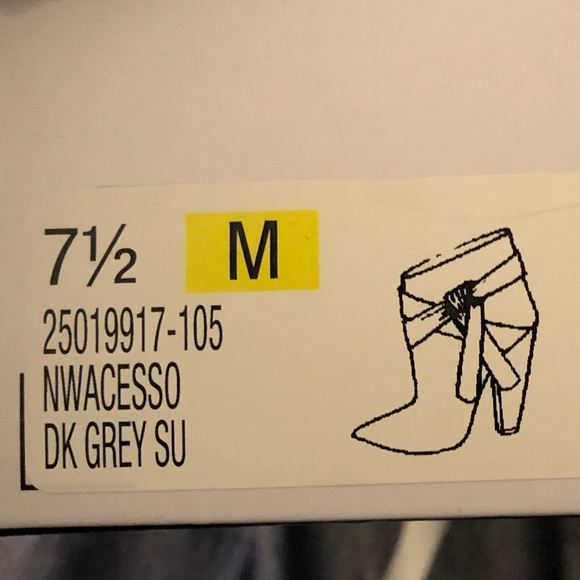 7½ M
25019917-105
NWACESSO
DK GREY SU